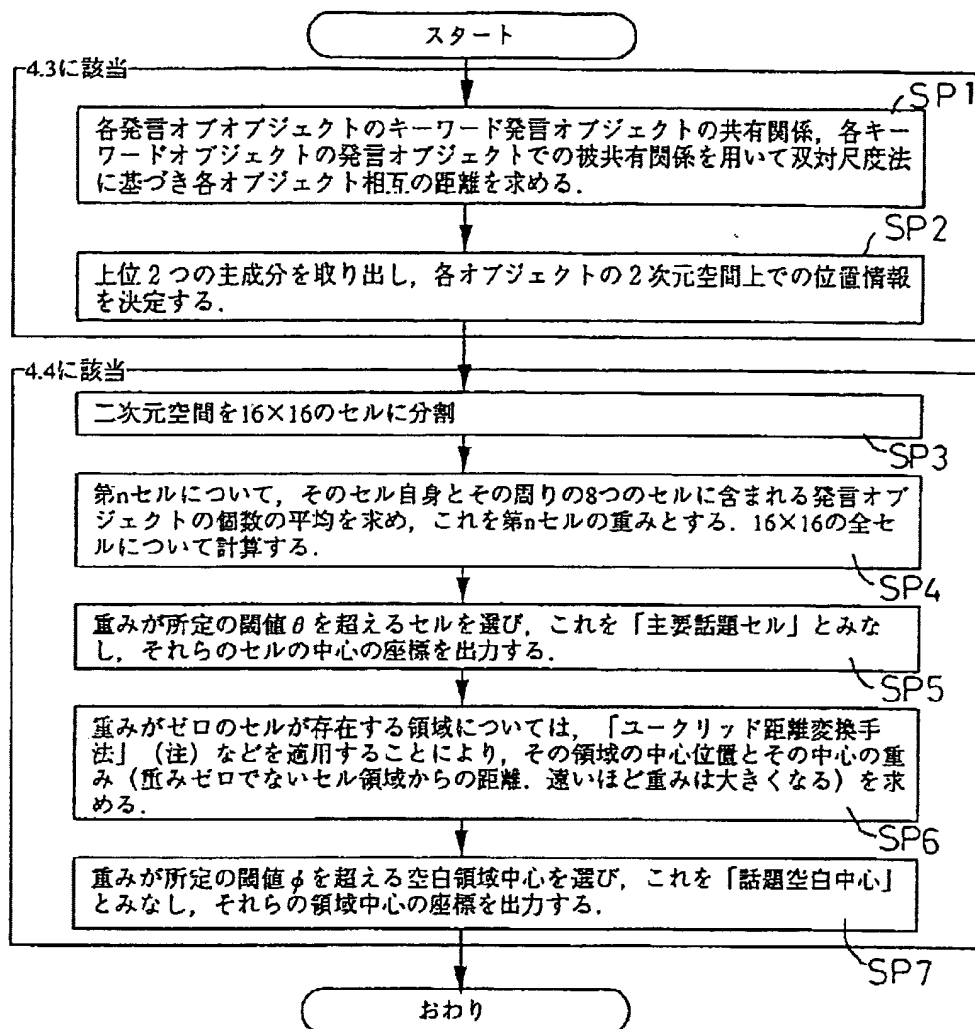 スタート
4.3に該当
SP1
各発言オブオブジェクトのキーワード発言オブジェクトの共有関係，各キー
ワードオブジェクトの発言オブジェクトでの被共有関係を用いて双対尺度法
に基づき各オブジェクト相互の距離を求める．
SP2
上位２つの主成分を取り出し，各オブジェクトの２次元空間上での位置情報
を決定する．
4.4に該当
二次元空間を16×16のセルに分割
SP3
第nセルについて，そのセル自身とその周りの8つのセルに含まれる発言オブ
ジェクトの個数の平均を求め，これを第nセルの重みとする．16×16の全セ
ルについて計算する．
SP4
重みが所定の閾値θを超えるセルを選び，これを「主要話題セル」とみな
し，それらのセルの中心の座標を出力する．
SP5
重みがゼロのセルが存在する領域については，「ユークリッド距離変換手
法」（注）などを適用することにより，その領域の中心位置とその中心の重
み（重みゼロでないセル領域からの距離．遠いほど重みは大きくなる）を求
める．
SP6
重みが所定の閾値φを超える空白領域中心を選び，これを「話題空白中心」
とみなし，それらの領域中心の座標を出力する．
SP7
おわり